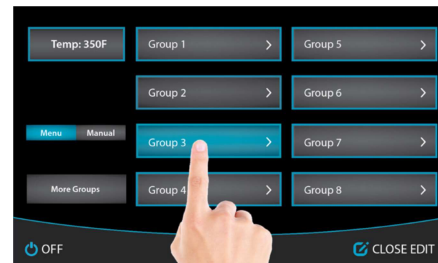 Temp: 350F
Group 1
Group 5
Group 2
Group 6
Menu Manual
Group 3
Group 7
More Groups
Group 4
Group 8
OFF
CLOSE EDIT